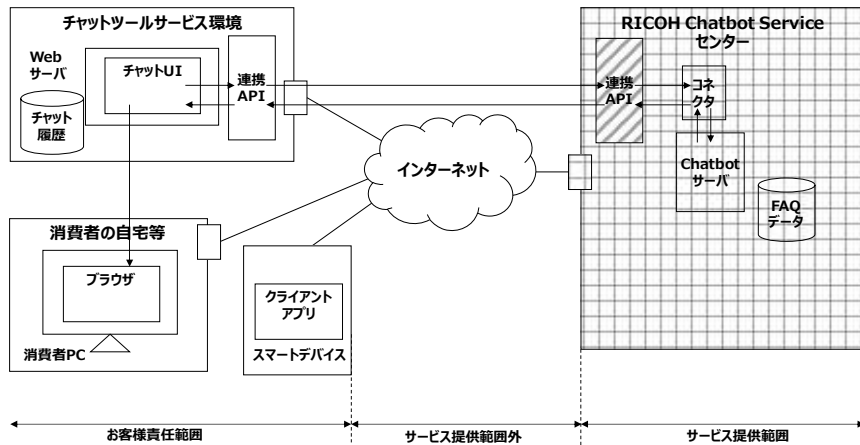 チャットツールサービス環境
Web
サーバ
チャット
履歴
チャットUI
連携
API
RICOH Chatbot Service
センター
連携
API
コネ
クタ
Chatbot
サーバ
FAQ
データ
インターネット
消費者の自宅等
ブラウザ
消費者PC
クライアント
アプリ
スマートデバイス
お客様責任範囲
サービス提供範囲外
サービス提供範囲